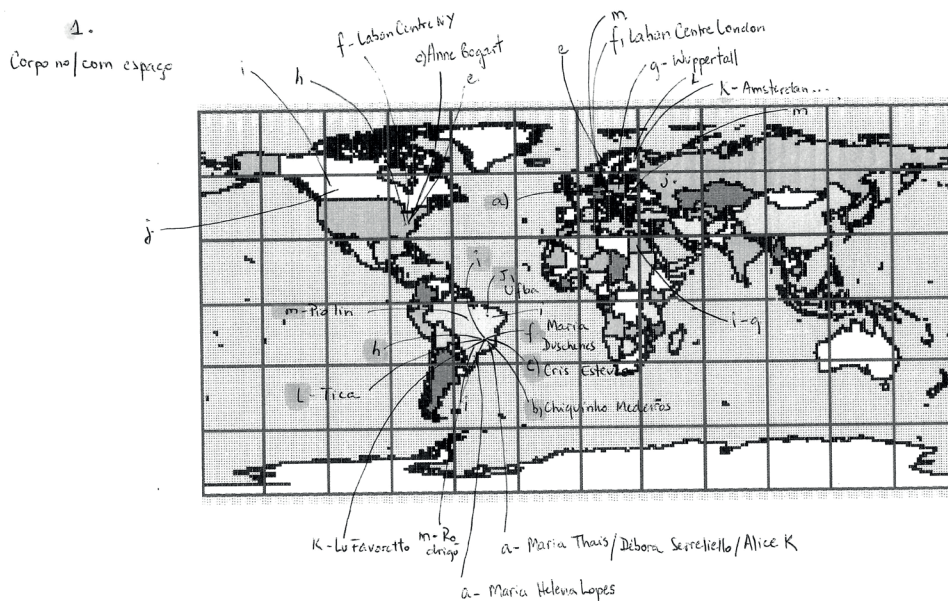 1.
Corpo no/com espaço
f - Laban Centre NY
c) Anne Bogart
e.
i
h
j
m
f, Laban Centre London
e
g - Wuppertall
L
K - Amsterdan...
m
a)
j.
i
J, Ufba
i
m - Piolin
f Maria Duschenes
h
c) Cris Esteves
L - Tica
b, Chiquinho Medeiros
i
i - g
K - Lu Favoretto
m - Rodrigo
a - Maria Thais / Débora Serretiello / Alice K
a - Maria Helena Lopes